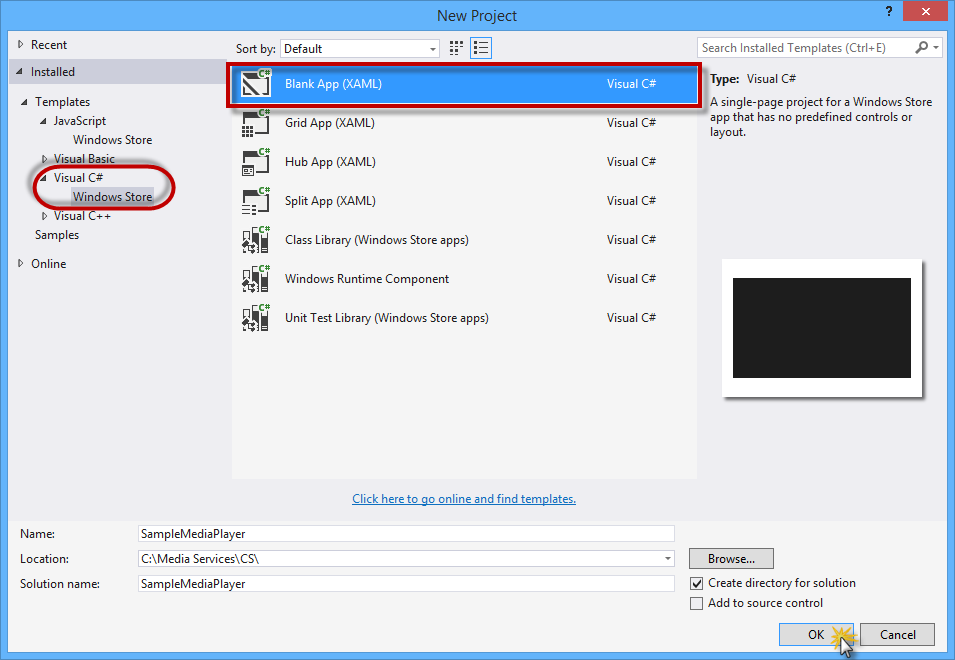 New Project
?
Recent
Installed
Templates
JavaScript
Windows Store
Visual Basic
Visual C#
Windows Store
Visual C++
Samples
Online
Sort by: Default
Search Installed Templates (Ctrl+E)
C# Blank App (XAML) Visual C#
C# Grid App (XAML) Visual C#
C# Hub App (XAML) Visual C#
C# Split App (XAML) Visual C#
C# Class Library (Windows Store apps) Visual C#
C# Windows Runtime Component Visual C#
C# Unit Test Library (Windows Store apps) Visual C#
Click here to go online and find templates.
Type: Visual C#
A single-page project for a Windows Store
app that has no predefined controls or
layout.
Name: SampleMediaPlayer
Location: C:\Media Services\CS\
Browse...
Solution name: SampleMediaPlayer
Create directory for solution
Add to source control
OK Cancel